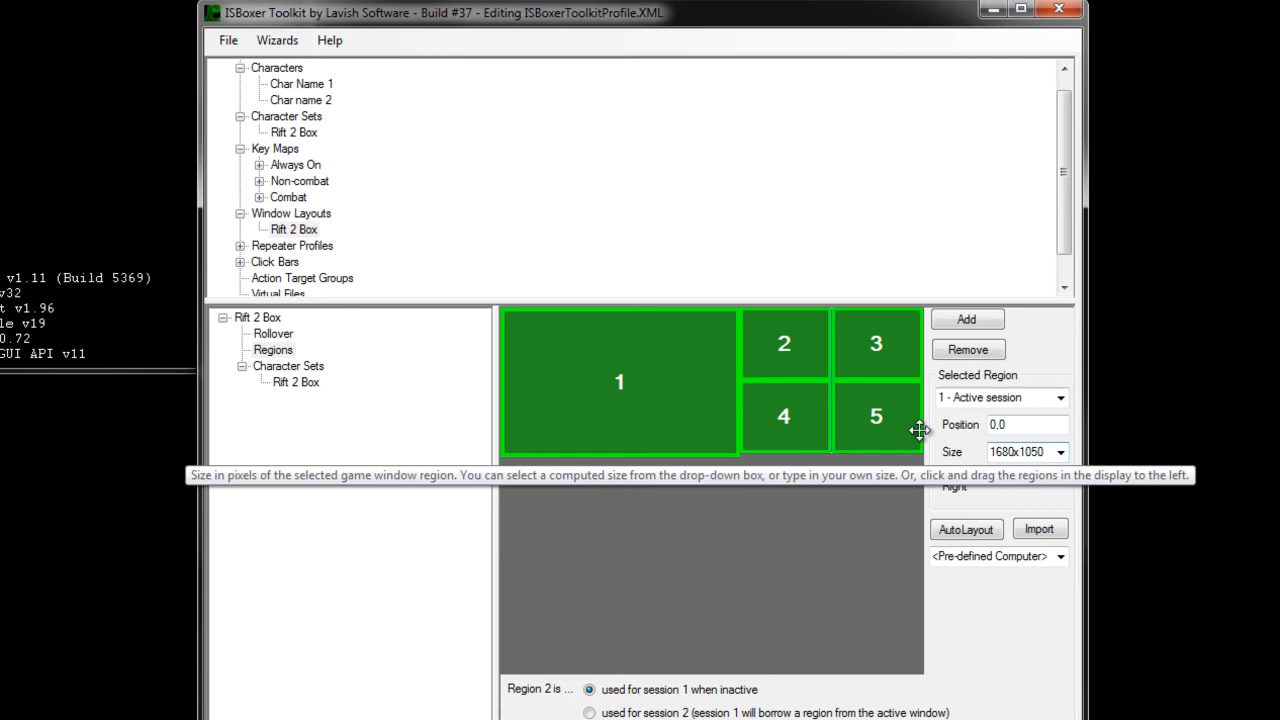 ISBoxer Toolkit by Lavish Software - Build #37 - Editing ISBoxerToolkitProfile.XML
File Wizards Help
Characters
Char Name 1
Char name 2
Character Sets
Rift 2 Box
Key Maps
Always On
Non-combat
Combat
Window Layouts
Rift 2 Box
Repeater Profiles
Click Bars
Action Target Groups
Virtual Files
v1.11 (Build 5369)
v32
t v1.96
le v19
0.72
GUI API v11
Rift 2 Box
Rollover
Regions
Character Sets
Rift 2 Box
1
2
3
4
5
Add
Remove
Selected Region
1 - Active session
Position 0,0
Size 1680x1050
Size in pixels of the selected game window region. You can select a computed size from the drop-down box, or type in your own size. Or, click and drag the regions in the display to the left.
Right
AutoLayout Import
<Pre-defined Computer>
Region 2 is ... used for session 1 when inactive
used for session 2 (session 1 will borrow a region from the active window)